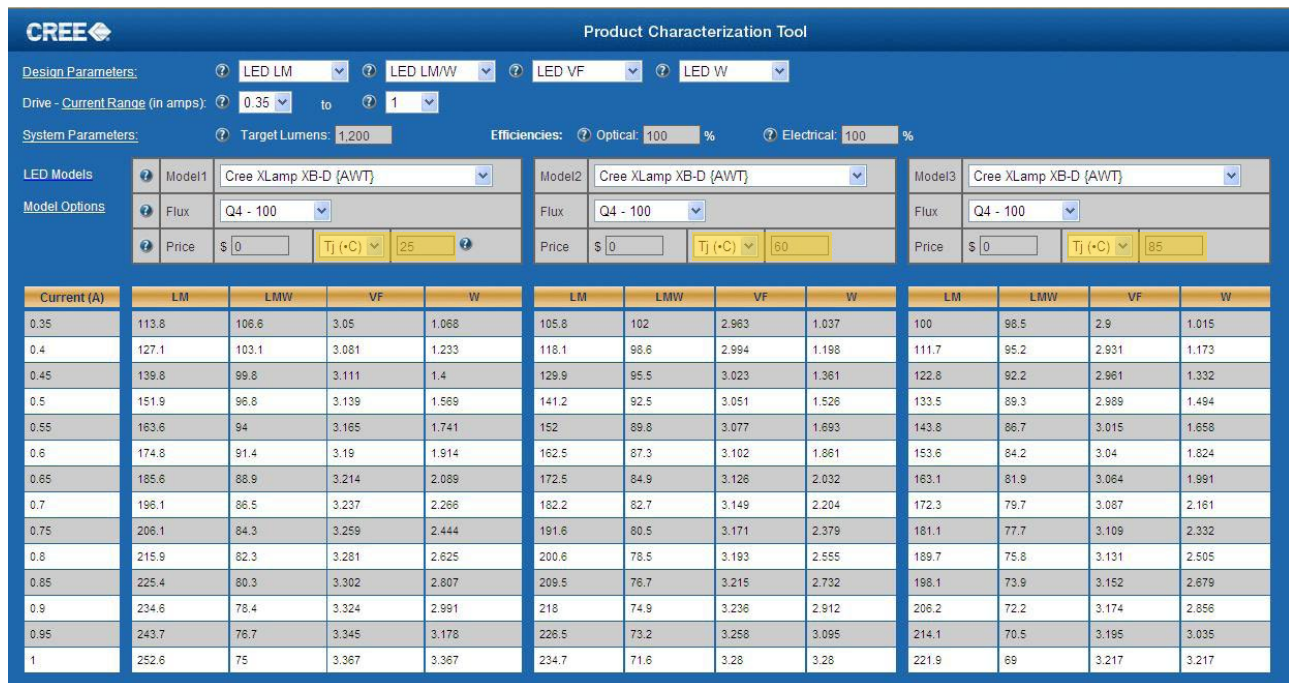 CREE Product Characterization Tool
Design Parameters: ? LED LM ? LED LM/W ? LED VF ? LED W
Drive - Current Range (in amps): ? 0.35 to ? 1
System Parameters: ? Target Lumens: 1,200 Efficiencies: ? Optical: 100 % ? Electrical: 100 %
LED Models ? Model1 Cree XLamp XB-D {AWT} Model2 Cree XLamp XB-D {AWT} Model3 Cree XLamp XB-D {AWT}
Model Options ? Flux Q4 - 100 Flux Q4 - 100 Flux Q4 - 100
? Price $ 0 Tj (•C) 25 ? Price $ 0 Tj (•C) 60 Price $ 0 Tj (•C) 85
Current (A) LM LMW VF W LM LMW VF W LM LMW VF W
0.35 113.8 106.6 3.05 1.068 105.8 102 2.963 1.037 100 98.5 2.9 1.015
0.4 127.1 103.1 3.081 1.233 118.1 98.6 2.994 1.198 111.7 95.2 2.931 1.173
0.45 139.8 99.8 3.111 1.4 129.9 95.5 3.023 1.361 122.8 92.2 2.961 1.332
0.5 151.9 96.8 3.139 1.569 141.2 92.5 3.051 1.526 133.5 89.3 2.989 1.494
0.55 163.6 94 3.165 1.741 152 89.8 3.077 1.693 143.8 86.7 3.015 1.658
0.6 174.8 91.4 3.19 1.914 162.5 87.3 3.102 1.861 153.6 84.2 3.04 1.824
0.65 185.6 88.9 3.214 2.089 172.5 84.9 3.126 2.032 163.1 81.9 3.064 1.991
0.7 196.1 86.5 3.237 2.266 182.2 82.7 3.149 2.204 172.3 79.7 3.087 2.161
0.75 206.1 84.3 3.259 2.444 191.6 80.5 3.171 2.379 181.1 77.7 3.109 2.332
0.8 215.9 82.3 3.281 2.625 200.6 78.5 3.193 2.555 189.7 75.8 3.131 2.505
0.85 225.4 80.3 3.302 2.807 209.5 76.7 3.215 2.732 198.1 73.9 3.152 2.679
0.9 234.6 78.4 3.324 2.991 218 74.9 3.236 2.912 206.2 72.2 3.174 2.856
0.95 243.7 76.7 3.345 3.178 226.5 73.2 3.258 3.095 214.1 70.5 3.195 3.035
1 252.6 75 3.367 3.367 234.7 71.6 3.28 3.28 221.9 69 3.217 3.217